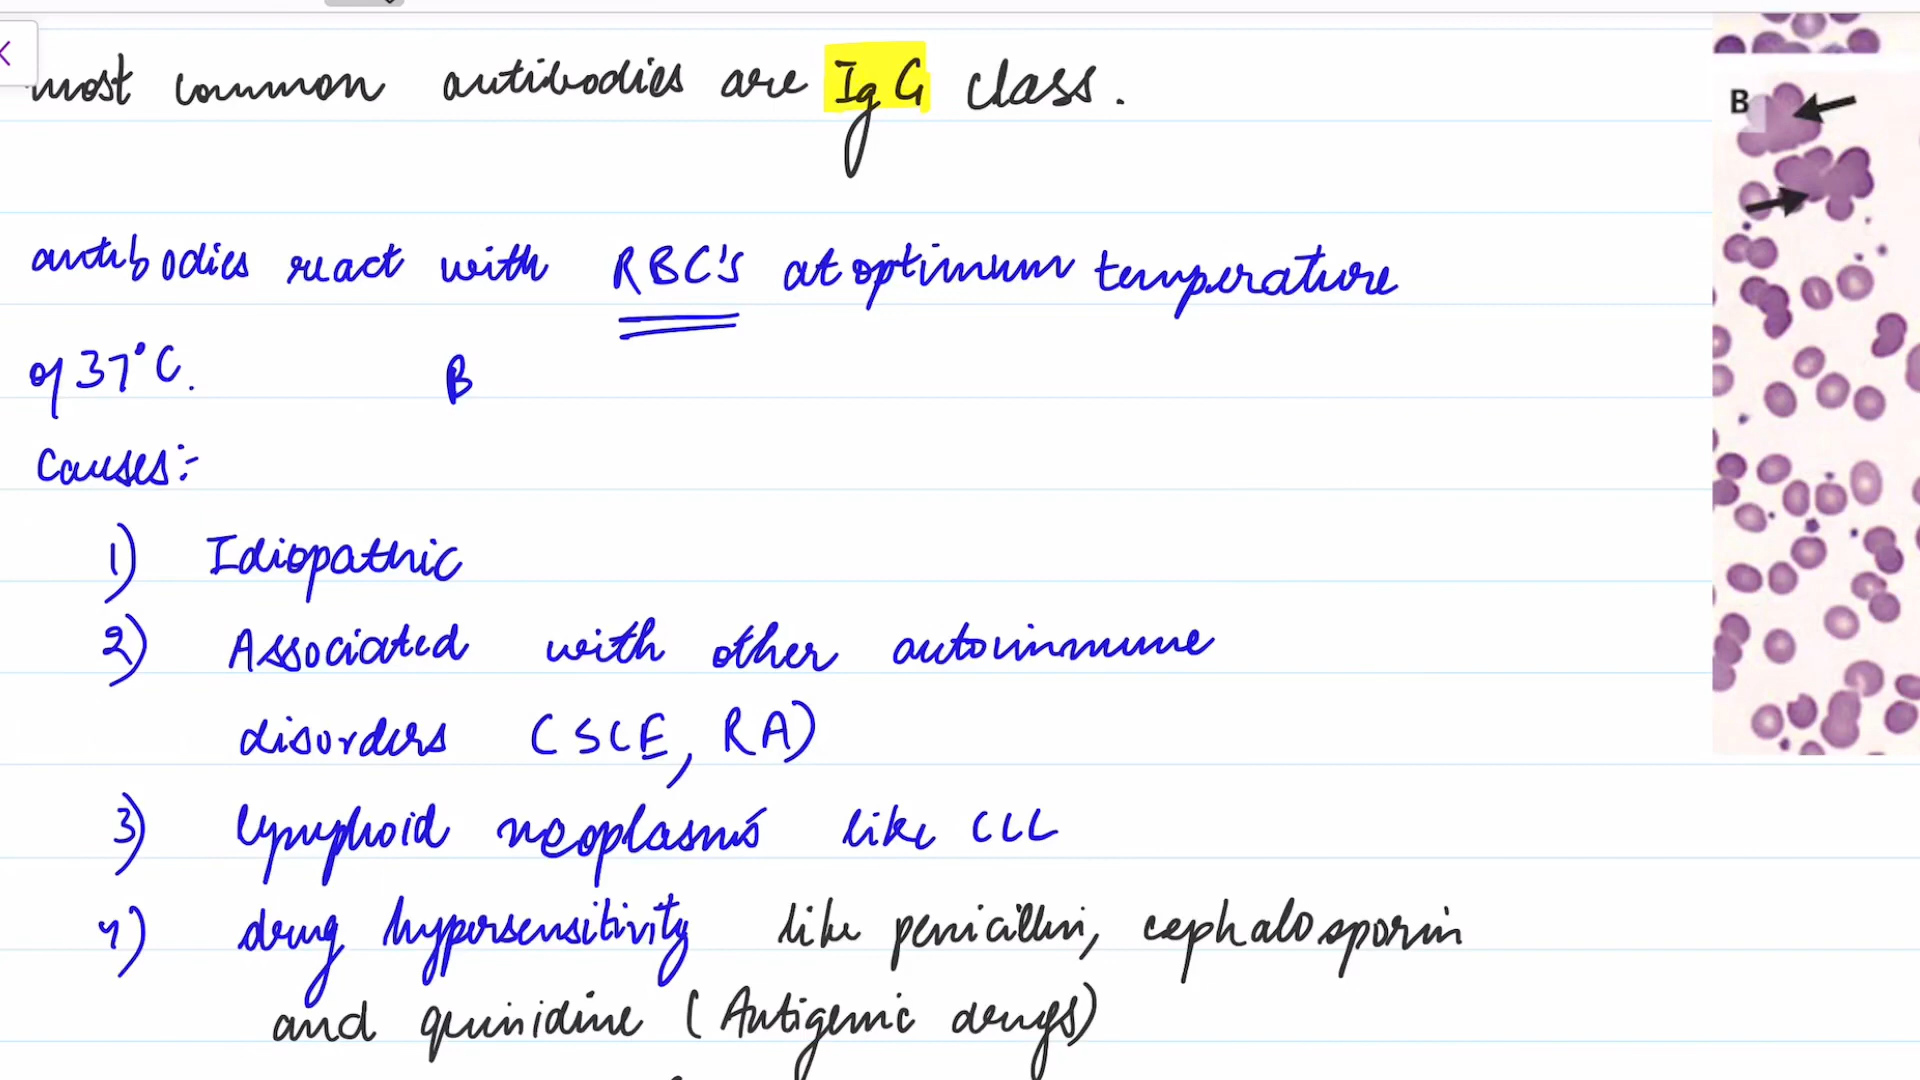 most common antibodies are IgG class.
antibodies react with RBC's at optimum temperature
of 37°C. B
Causes:-
1) Idiopathic
2) Associated with other autoimmune
disorders (SLE, RA)
3) lymphoid neoplasms like CLL
4) drug hypersensitivity like penicillin, cephalosporin
and quinidine (Antigenic drugs)
B